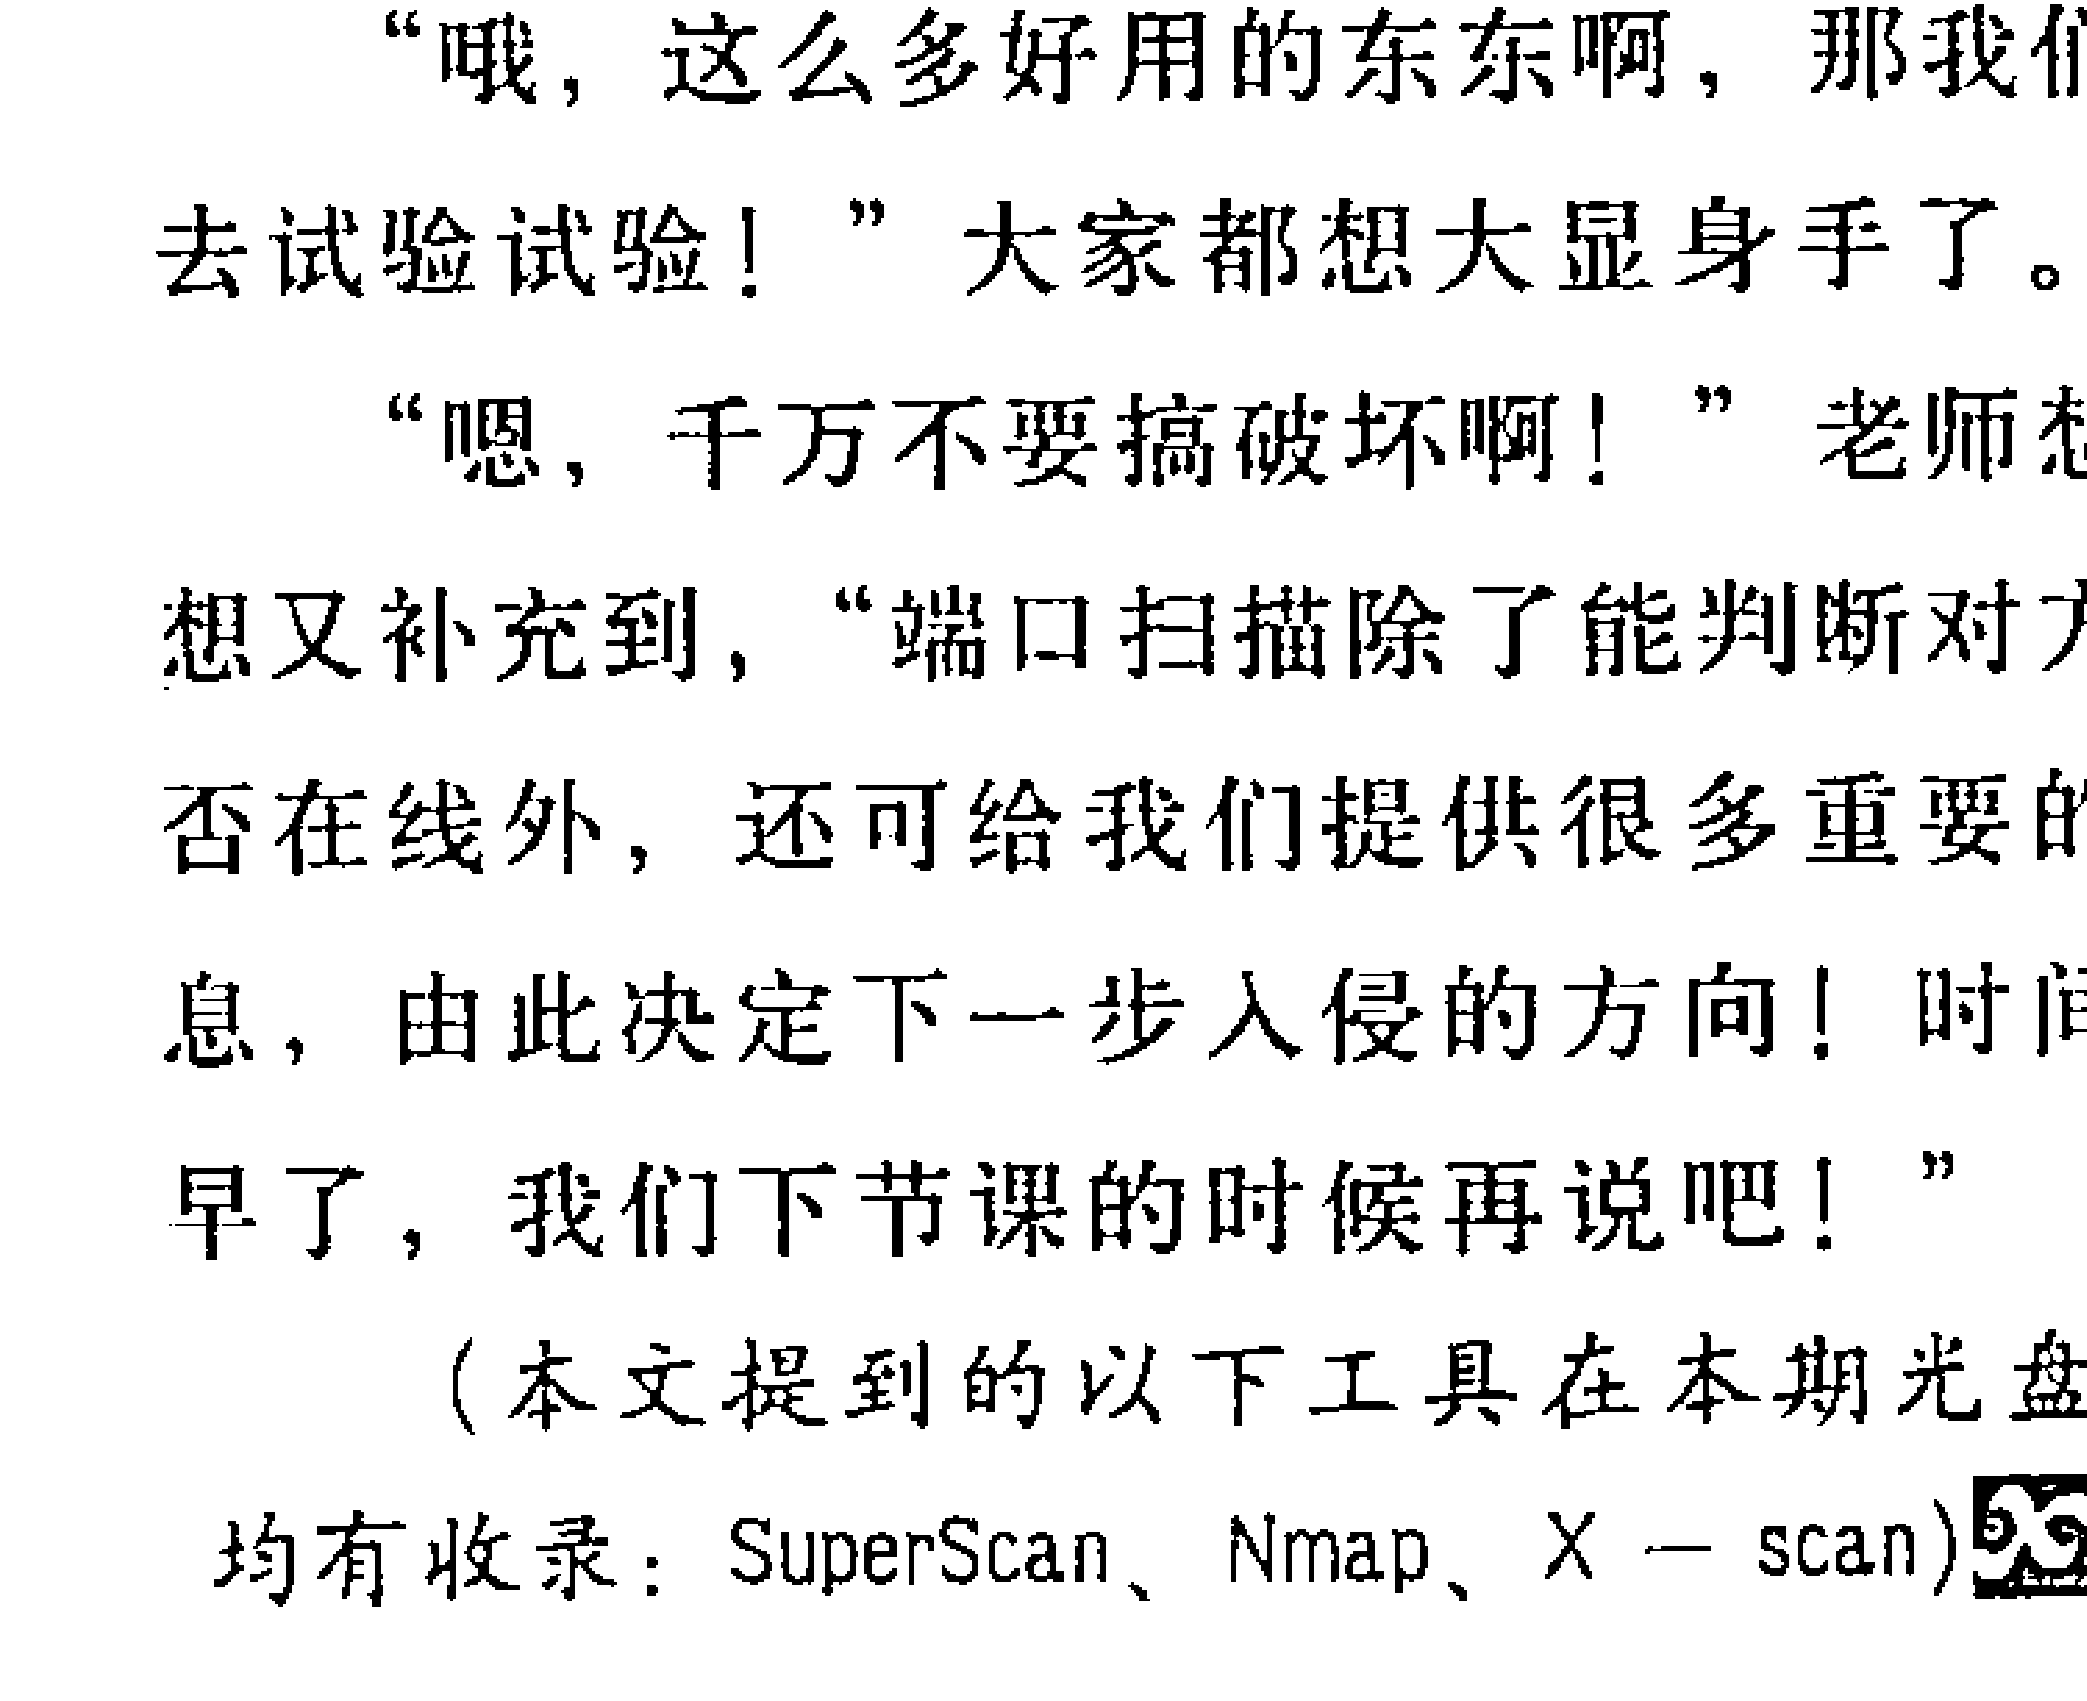 “哦，这么多好用的东东啊，那我们
去试验试验！”大家都想大显身手了。
“嗯，千万不要搞破坏啊！”老师想
想又补充到，“端口扫描除了能判断对方
否在线外，还可给我们提供很多重要的
息，由此决定下一步入侵的方向！时间
早了，我们下节课的时候再说吧！”
（本文提到的以下工具在本期光盘
均有收录：SuperScan、Nmap、X－scan）